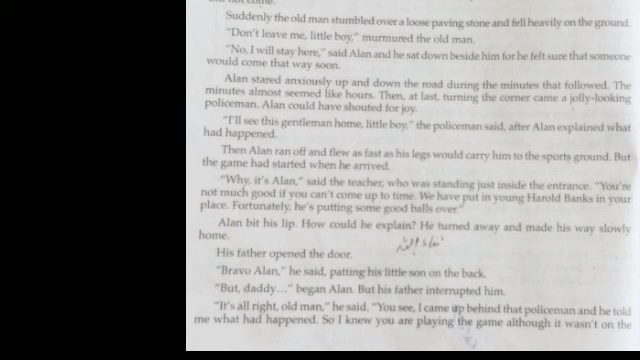 Suddenly the old man stumbled over a loose paving stone and fell heavily on the ground.
"Don't leave me, little boy," murmured the old man.
"No, I will stay here," said Alan and he sat down beside him for he felt sure that someone
would come that way soon.
Alan stared anxiously up and down the road during the minutes that followed. The
minutes almost seemed like hours. Then, at last, turning the corner came a jolly-looking
policeman. Alan could have shouted for joy.
"I'll see this gentleman home, little boy," the policeman said, after Alan explained what
had happened.
Then Alan ran off and flew as fast as his legs would carry him to the sports ground. But
the game had started when he arrived.
"Why, it's Alan," said the teacher, who was standing just inside the entrance. "You're
not much good if you can't come up to time. We have put in young Harold Banks in your
place. Fortunately, he's putting some good balls over."
Alan bit his lip. How could he explain? He turned away and made his way slowly
home.
His father opened the door.
"Bravo Alan," he said, patting his little son on the back.
"But, daddy..." began Alan. But his father interrupted him.
"It's all right, old man," he said. "You see, I came up behind that policeman and he told
me what had happened. So I knew you are playing the game although it wasn't on the